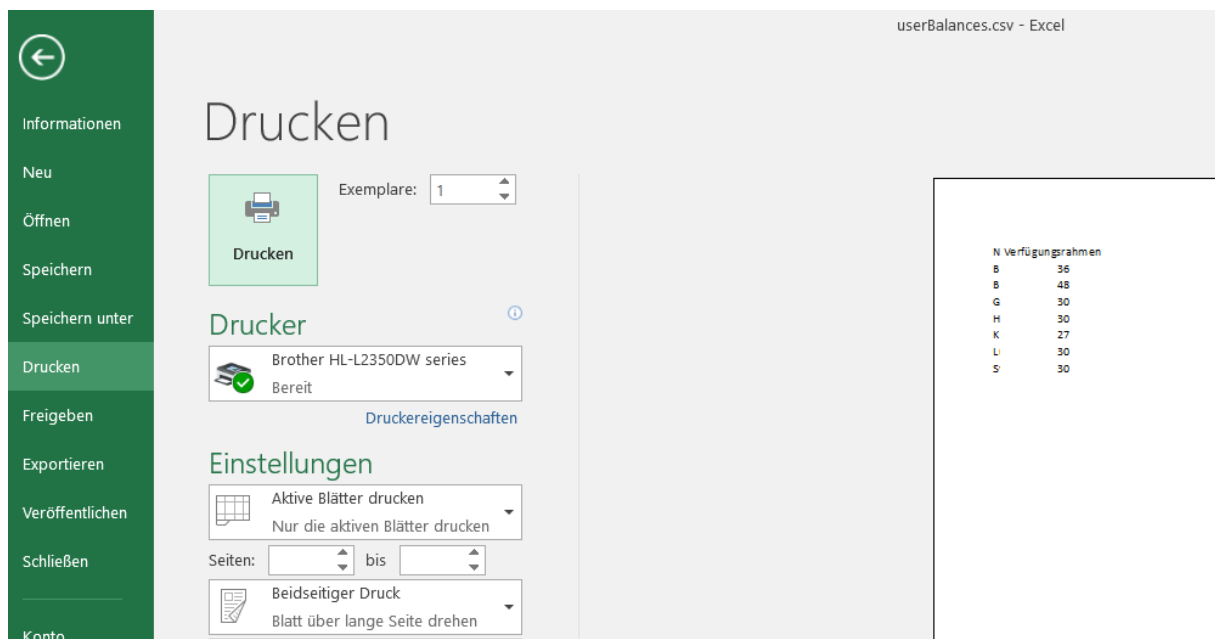 userBalances.csv - Excel
Informationen
Neu
Öffnen
Speichern
Speichern unter
Drucken
Freigeben
Exportieren
Veröffentlichen
Schließen
Konto
Drucken
Exemplare: 1
Drucken
Drucker
Brother HL-L2350DW series
Bereit
Druckereigenschaften
Einstellungen
Aktive Blätter drucken
Nur die aktiven Blätter drucken
Seiten: bis
Beidseitiger Druck
Blatt über lange Seite drehen
N Verfügungsrahmen
B 36
B 48
G 30
H 30
K 27
L 30
S 30